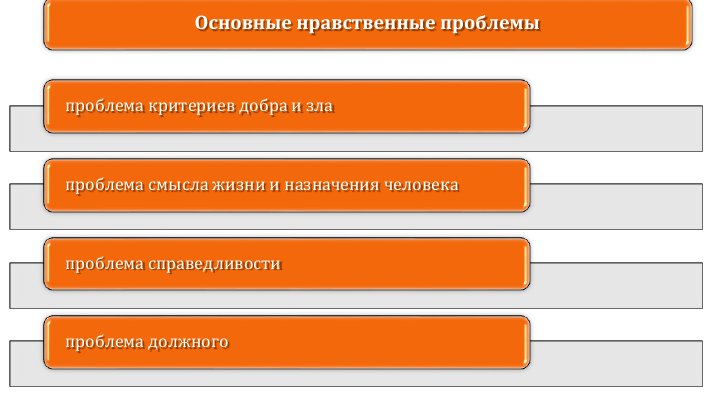 Основные нравственные проблемы
проблема критериев добра и зла
проблема смысла жизни и назначения человека
проблема справедливости
проблема должного